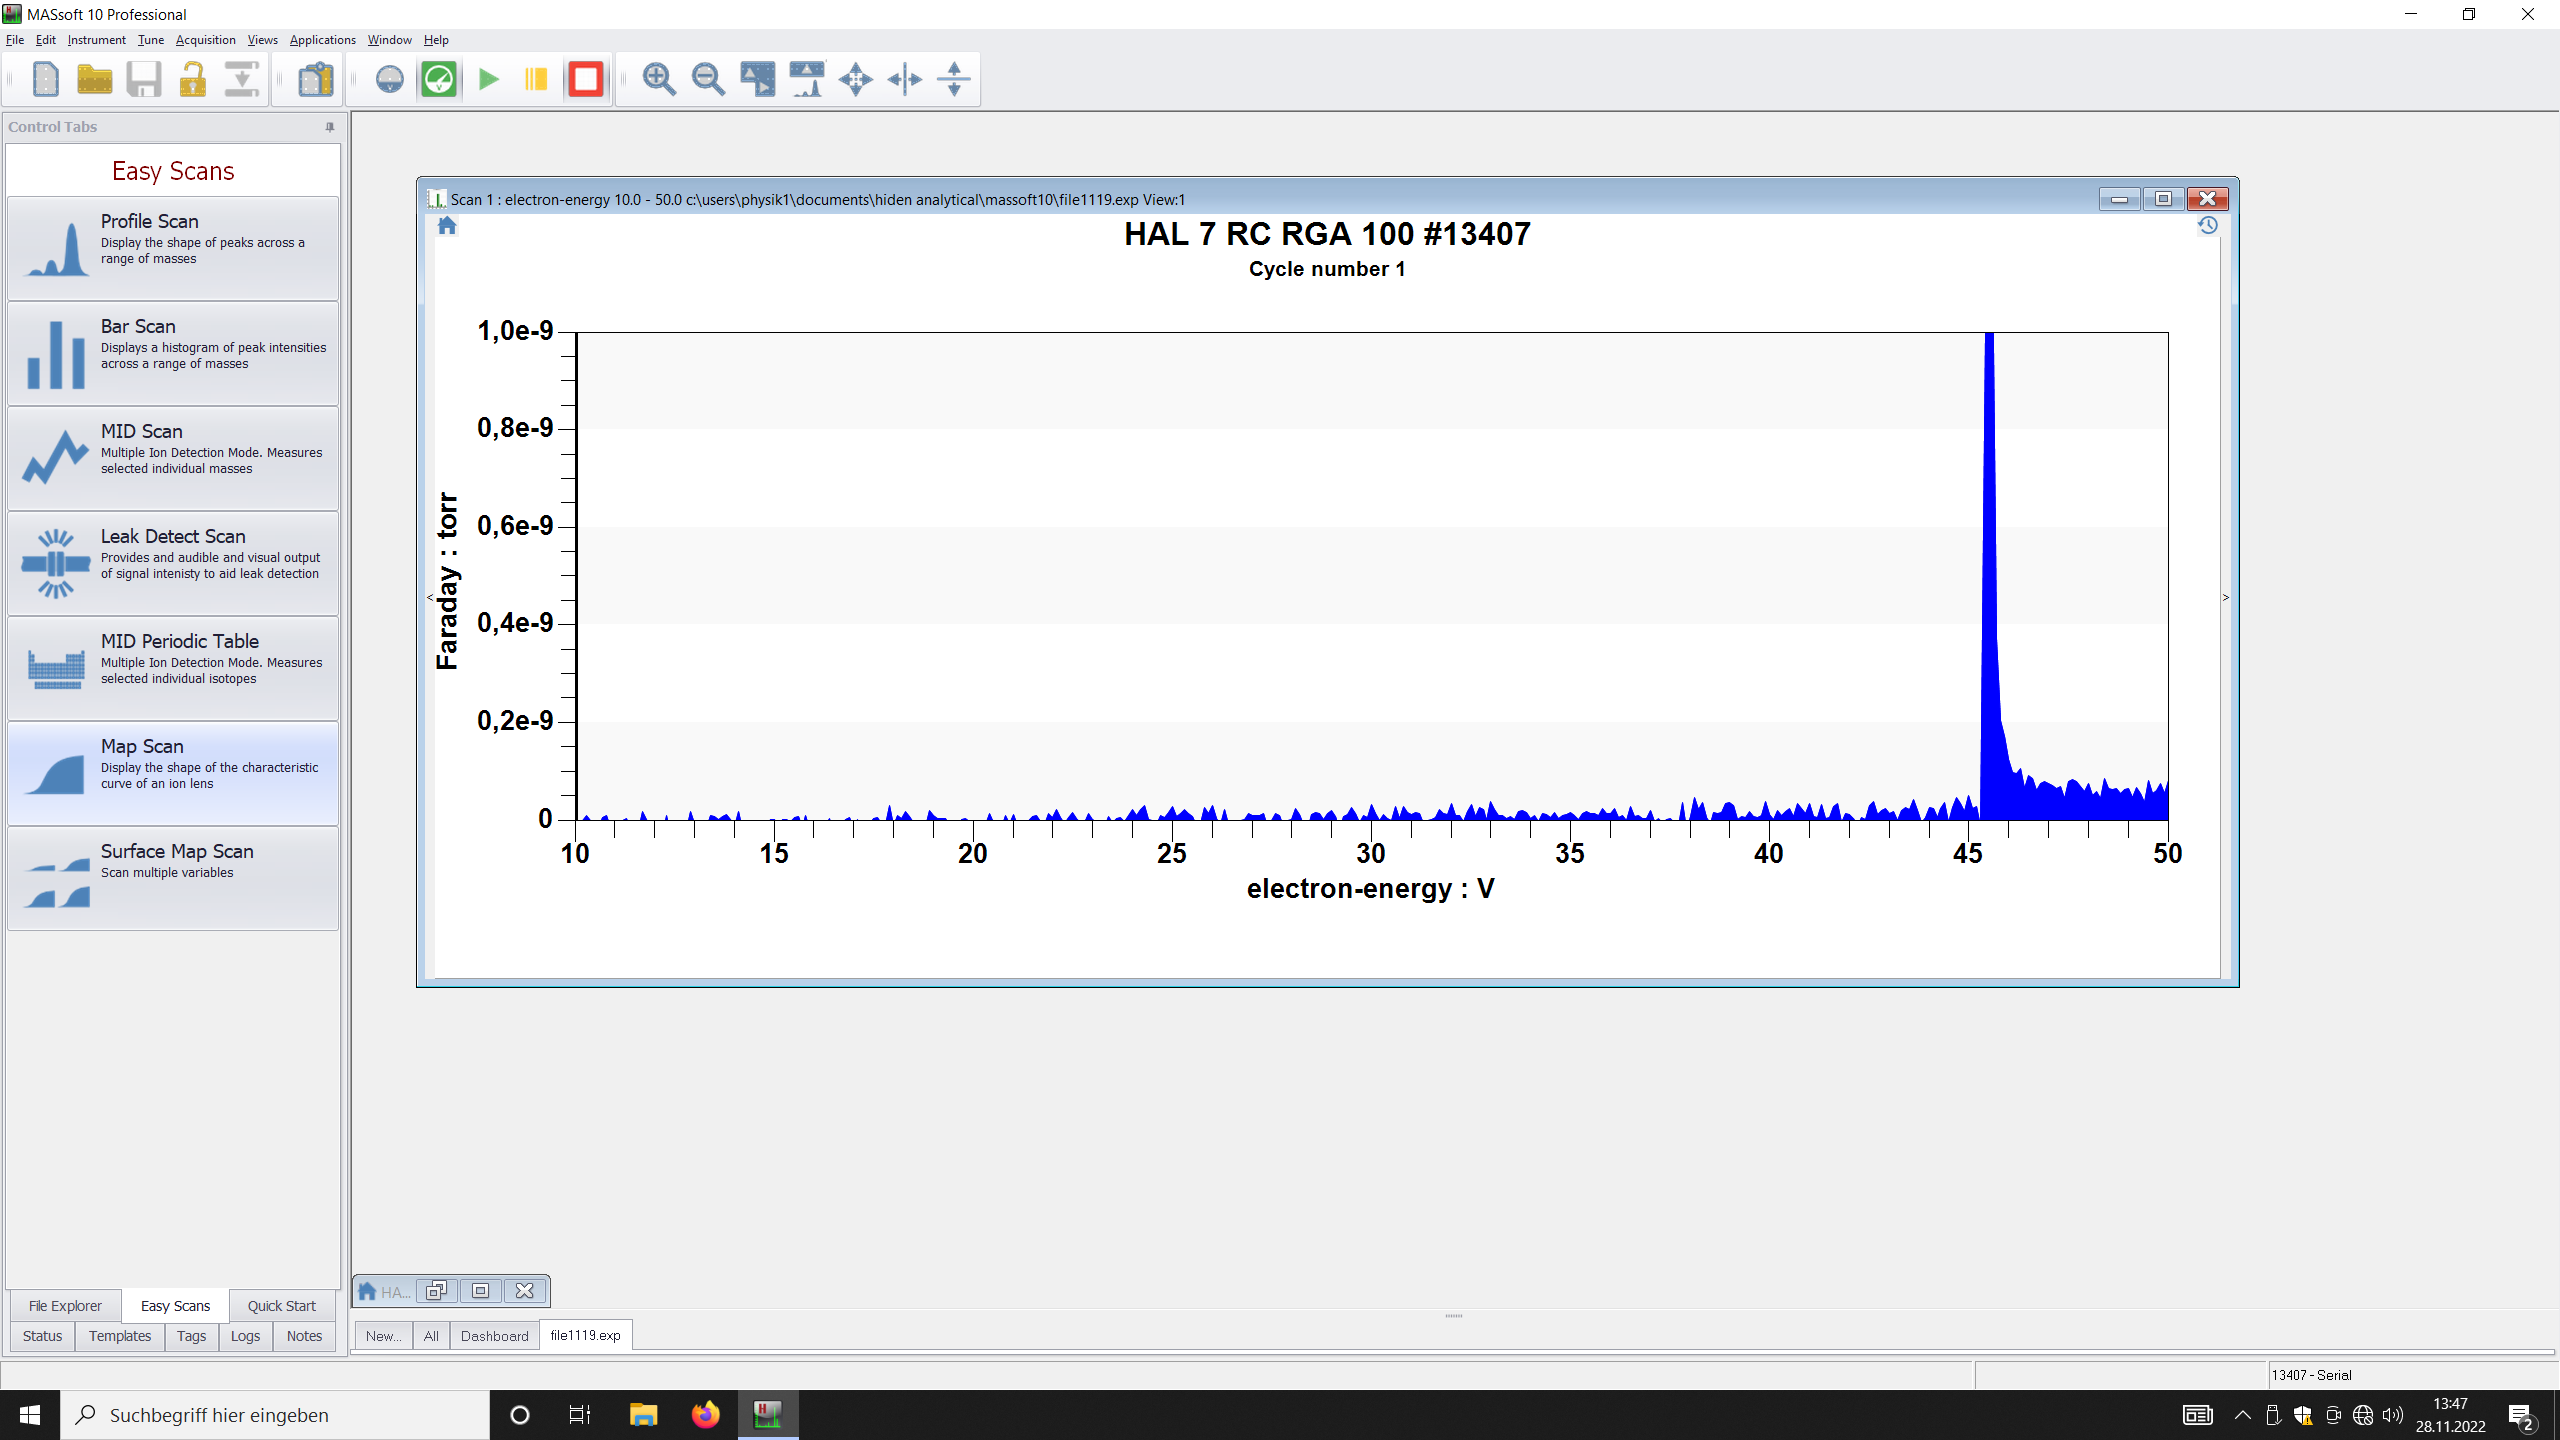 MASsoft 10 Professional
File Edit Instrument Tune Acquisition Views Applications Window Help
Control Tabs
Easy Scans
Profile Scan
Display the shape of peaks across a
range of masses
Bar Scan
Displays a histogram of peak intensities
across a range of masses
MID Scan
Multiple Ion Detection Mode. Measures
selected individual masses
Leak Detect Scan
Provides and audible and visual output
of signal intenisty to aid leak detection
MID Periodic Table
Multiple Ion Detection Mode. Measures
selected individual isotopes
Map Scan
Display the shape of the characteristic
curve of an ion lens
Surface Map Scan
Scan multiple variables
File Explorer Easy Scans Quick Start
Status Templates Tags Logs Notes
Scan 1 : electron-energy 10.0 - 50.0 c:\users\physik1\documents\hiden analytical\massoft10\file1119.exp View:1
HAL 7 RC RGA 100 #13407
Cycle number 1
Faraday : torr
1,0e-9
0,8e-9
0,6e-9
0,4e-9
0,2e-9
0
10 15 20 25 30 35 40 45 50
electron-energy : V
HA...
New... All Dashboard file1119.exp
13407 - Serial
Suchbegriff hier eingeben
13:47
28.11.2022
2